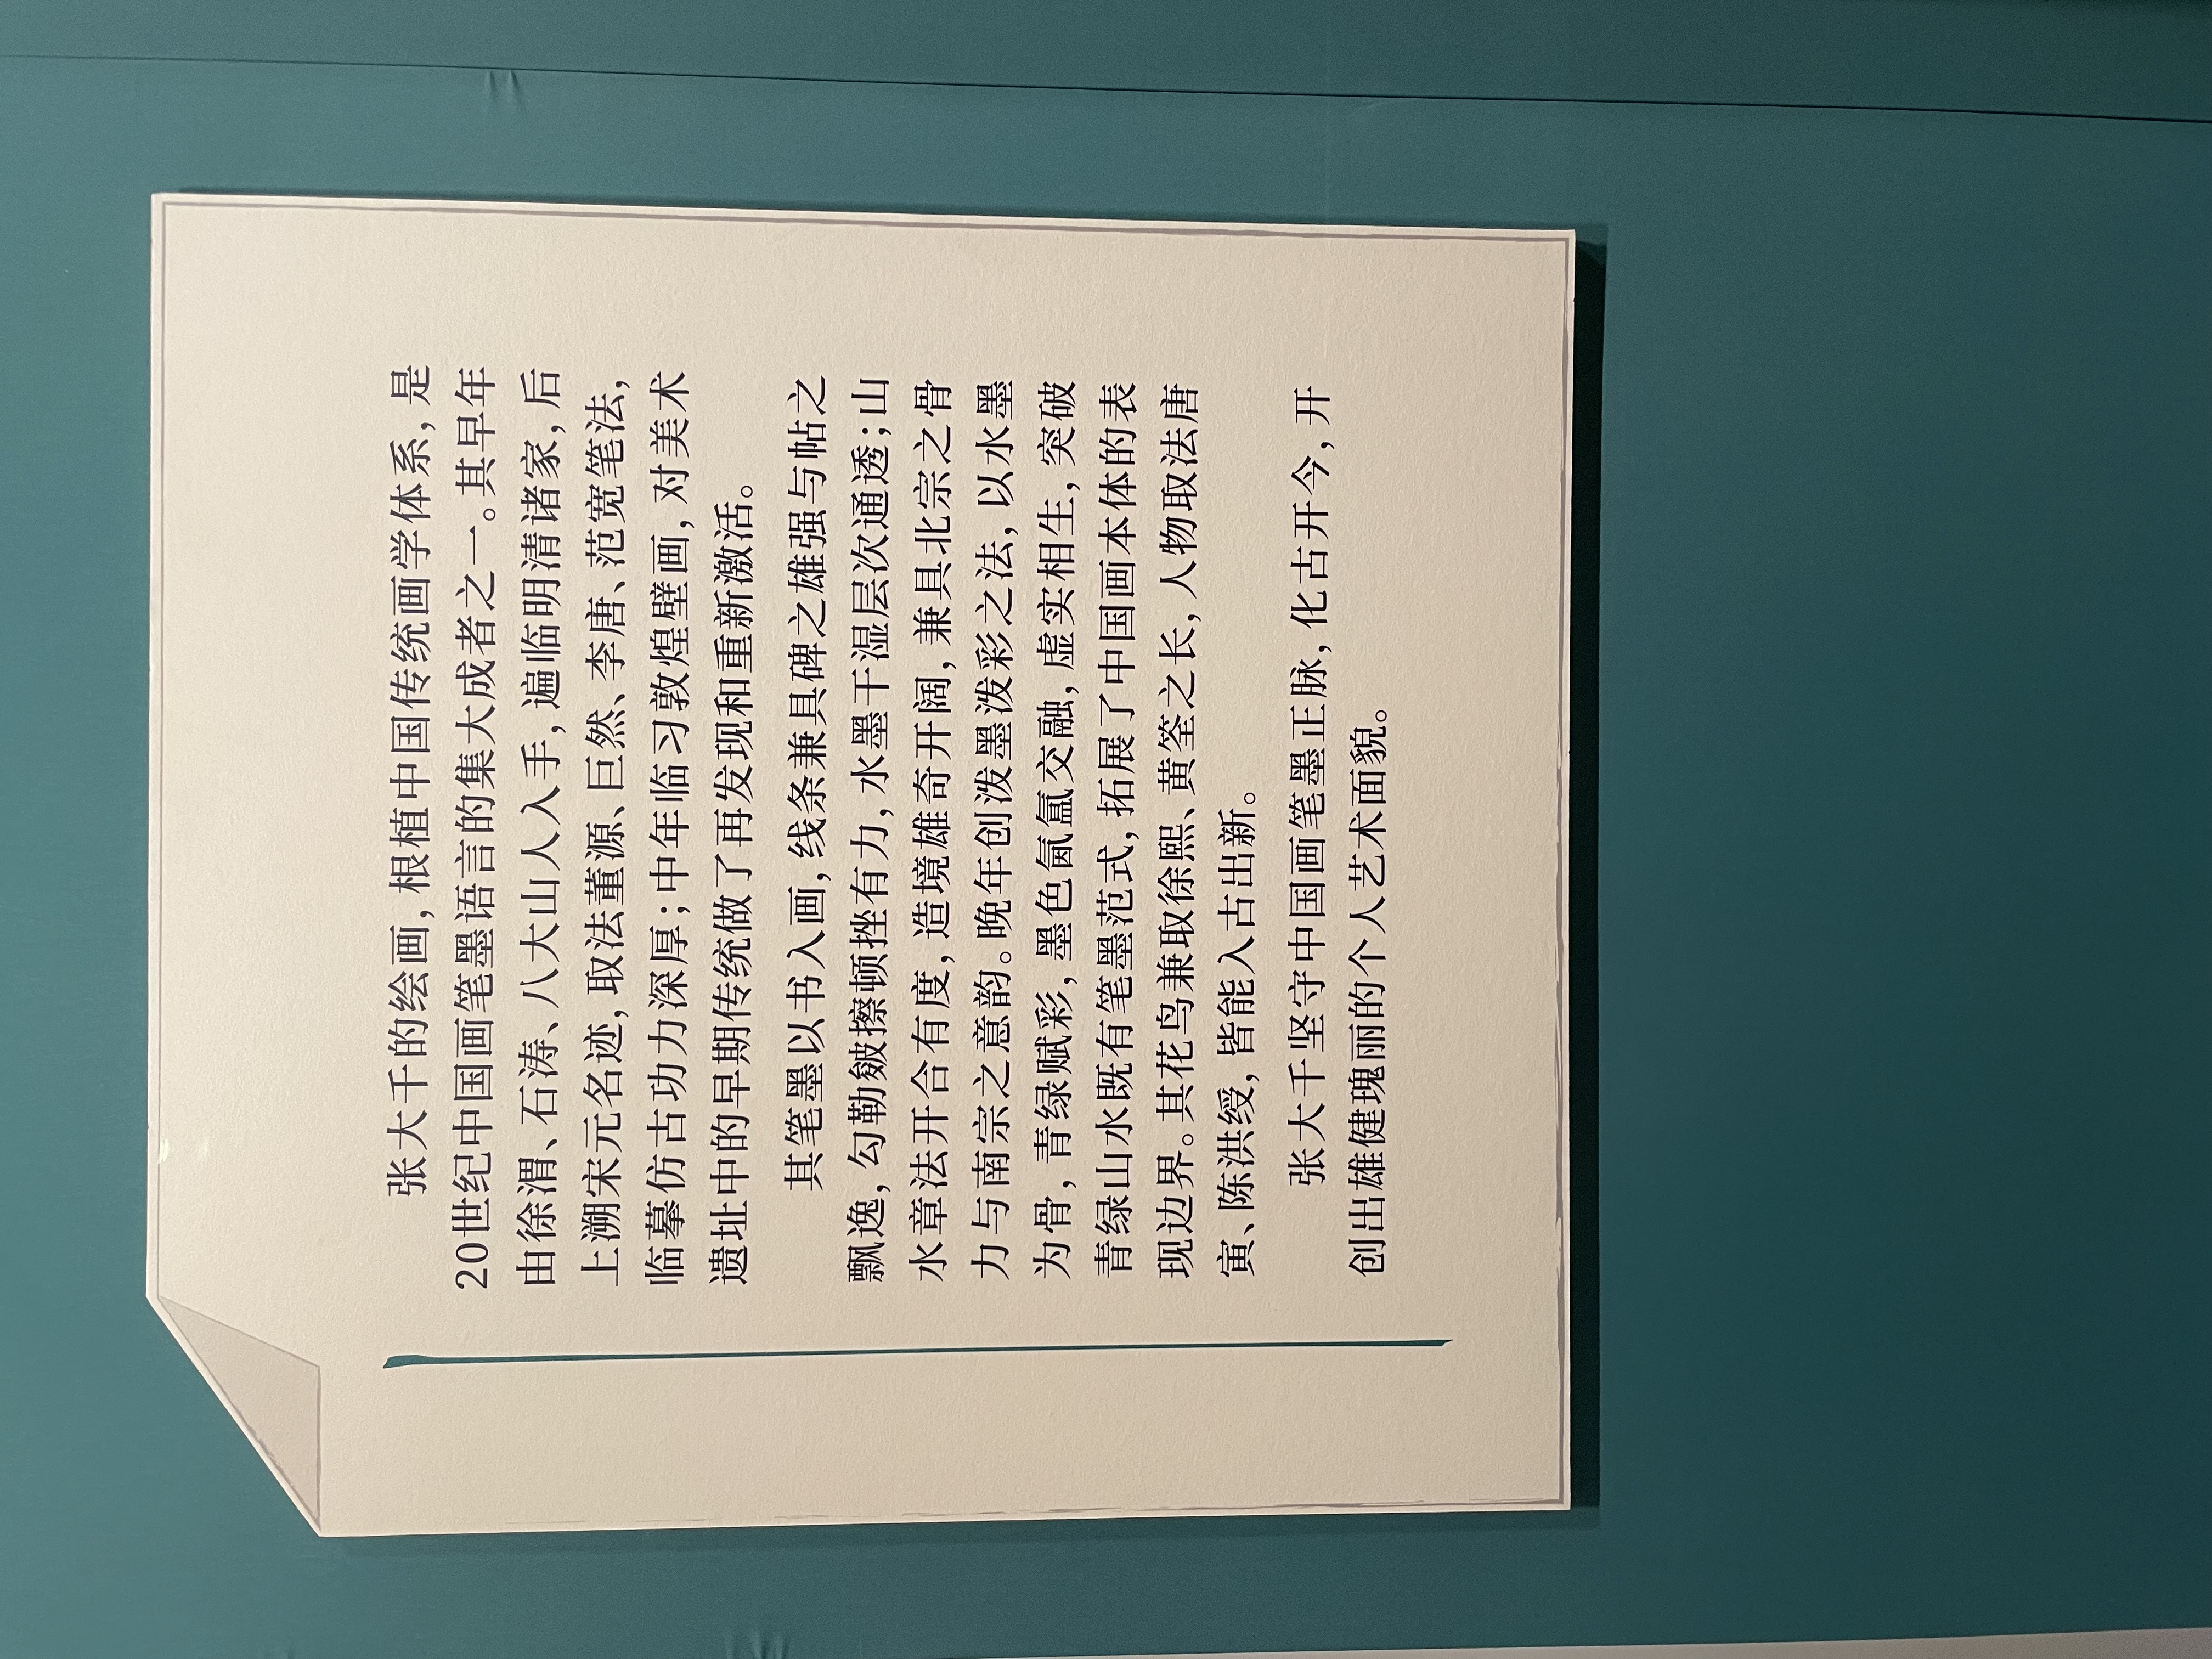 张大千的绘画，根植中国传统画学体系，是
20世纪中国画笔墨语言的集大成者之一。其早年
由徐渭、石涛、八大山人入手，遍临明清诸家，后
上溯宋元名迹，取法董源、巨然、李唐、范宽笔法，
临摹仿古功力深厚；中年临习敦煌壁画，对美术
遗址中的早期传统做了再发现和重新激活。
其笔墨以书入画，线条兼具碑之雄强与帖之
飘逸，勾勒皴擦顿挫有力，水墨干湿层次通透；山
水章法开合有度，造境雄奇开阔，兼具北宗之骨
力与南宗之意韵。晚年创泼墨泼彩之法，以水墨
为骨，青绿赋彩，墨色氤氲交融，虚实相生，突破
青绿山水既有笔墨范式，拓展了中国画本体的表
现边界。其花鸟兼取徐熙、黄筌之长，人物取法唐
寅、陈洪绶，皆能入古出新。
张大千坚守中国画笔墨正脉，化古开今，开
创出雄健瑰丽的个人艺术面貌。